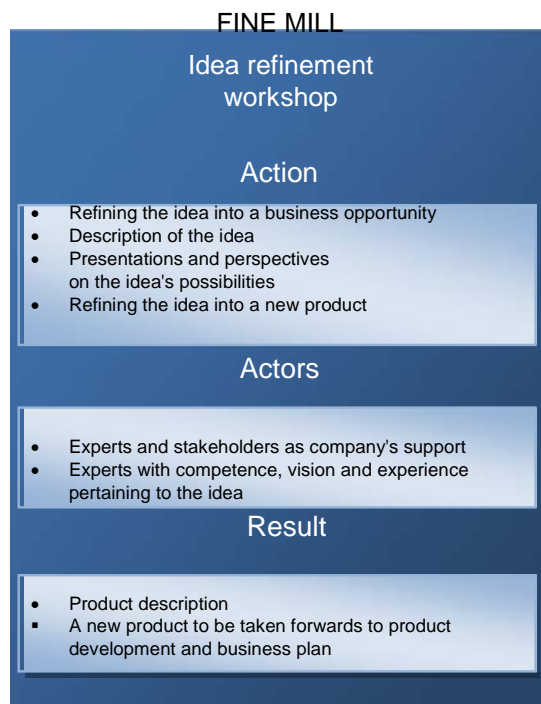 FINE MILL
Idea refinement
workshop
Action
• Refining the idea into a business opportunity
• Description of the idea
• Presentations and perspectives
on the idea's possibilities
• Refining the idea into a new product
Actors
• Experts and stakeholders as company's support
• Experts with competence, vision and experience
pertaining to the idea
Result
• Product description
▪ A new product to be taken forwards to product
development and business plan